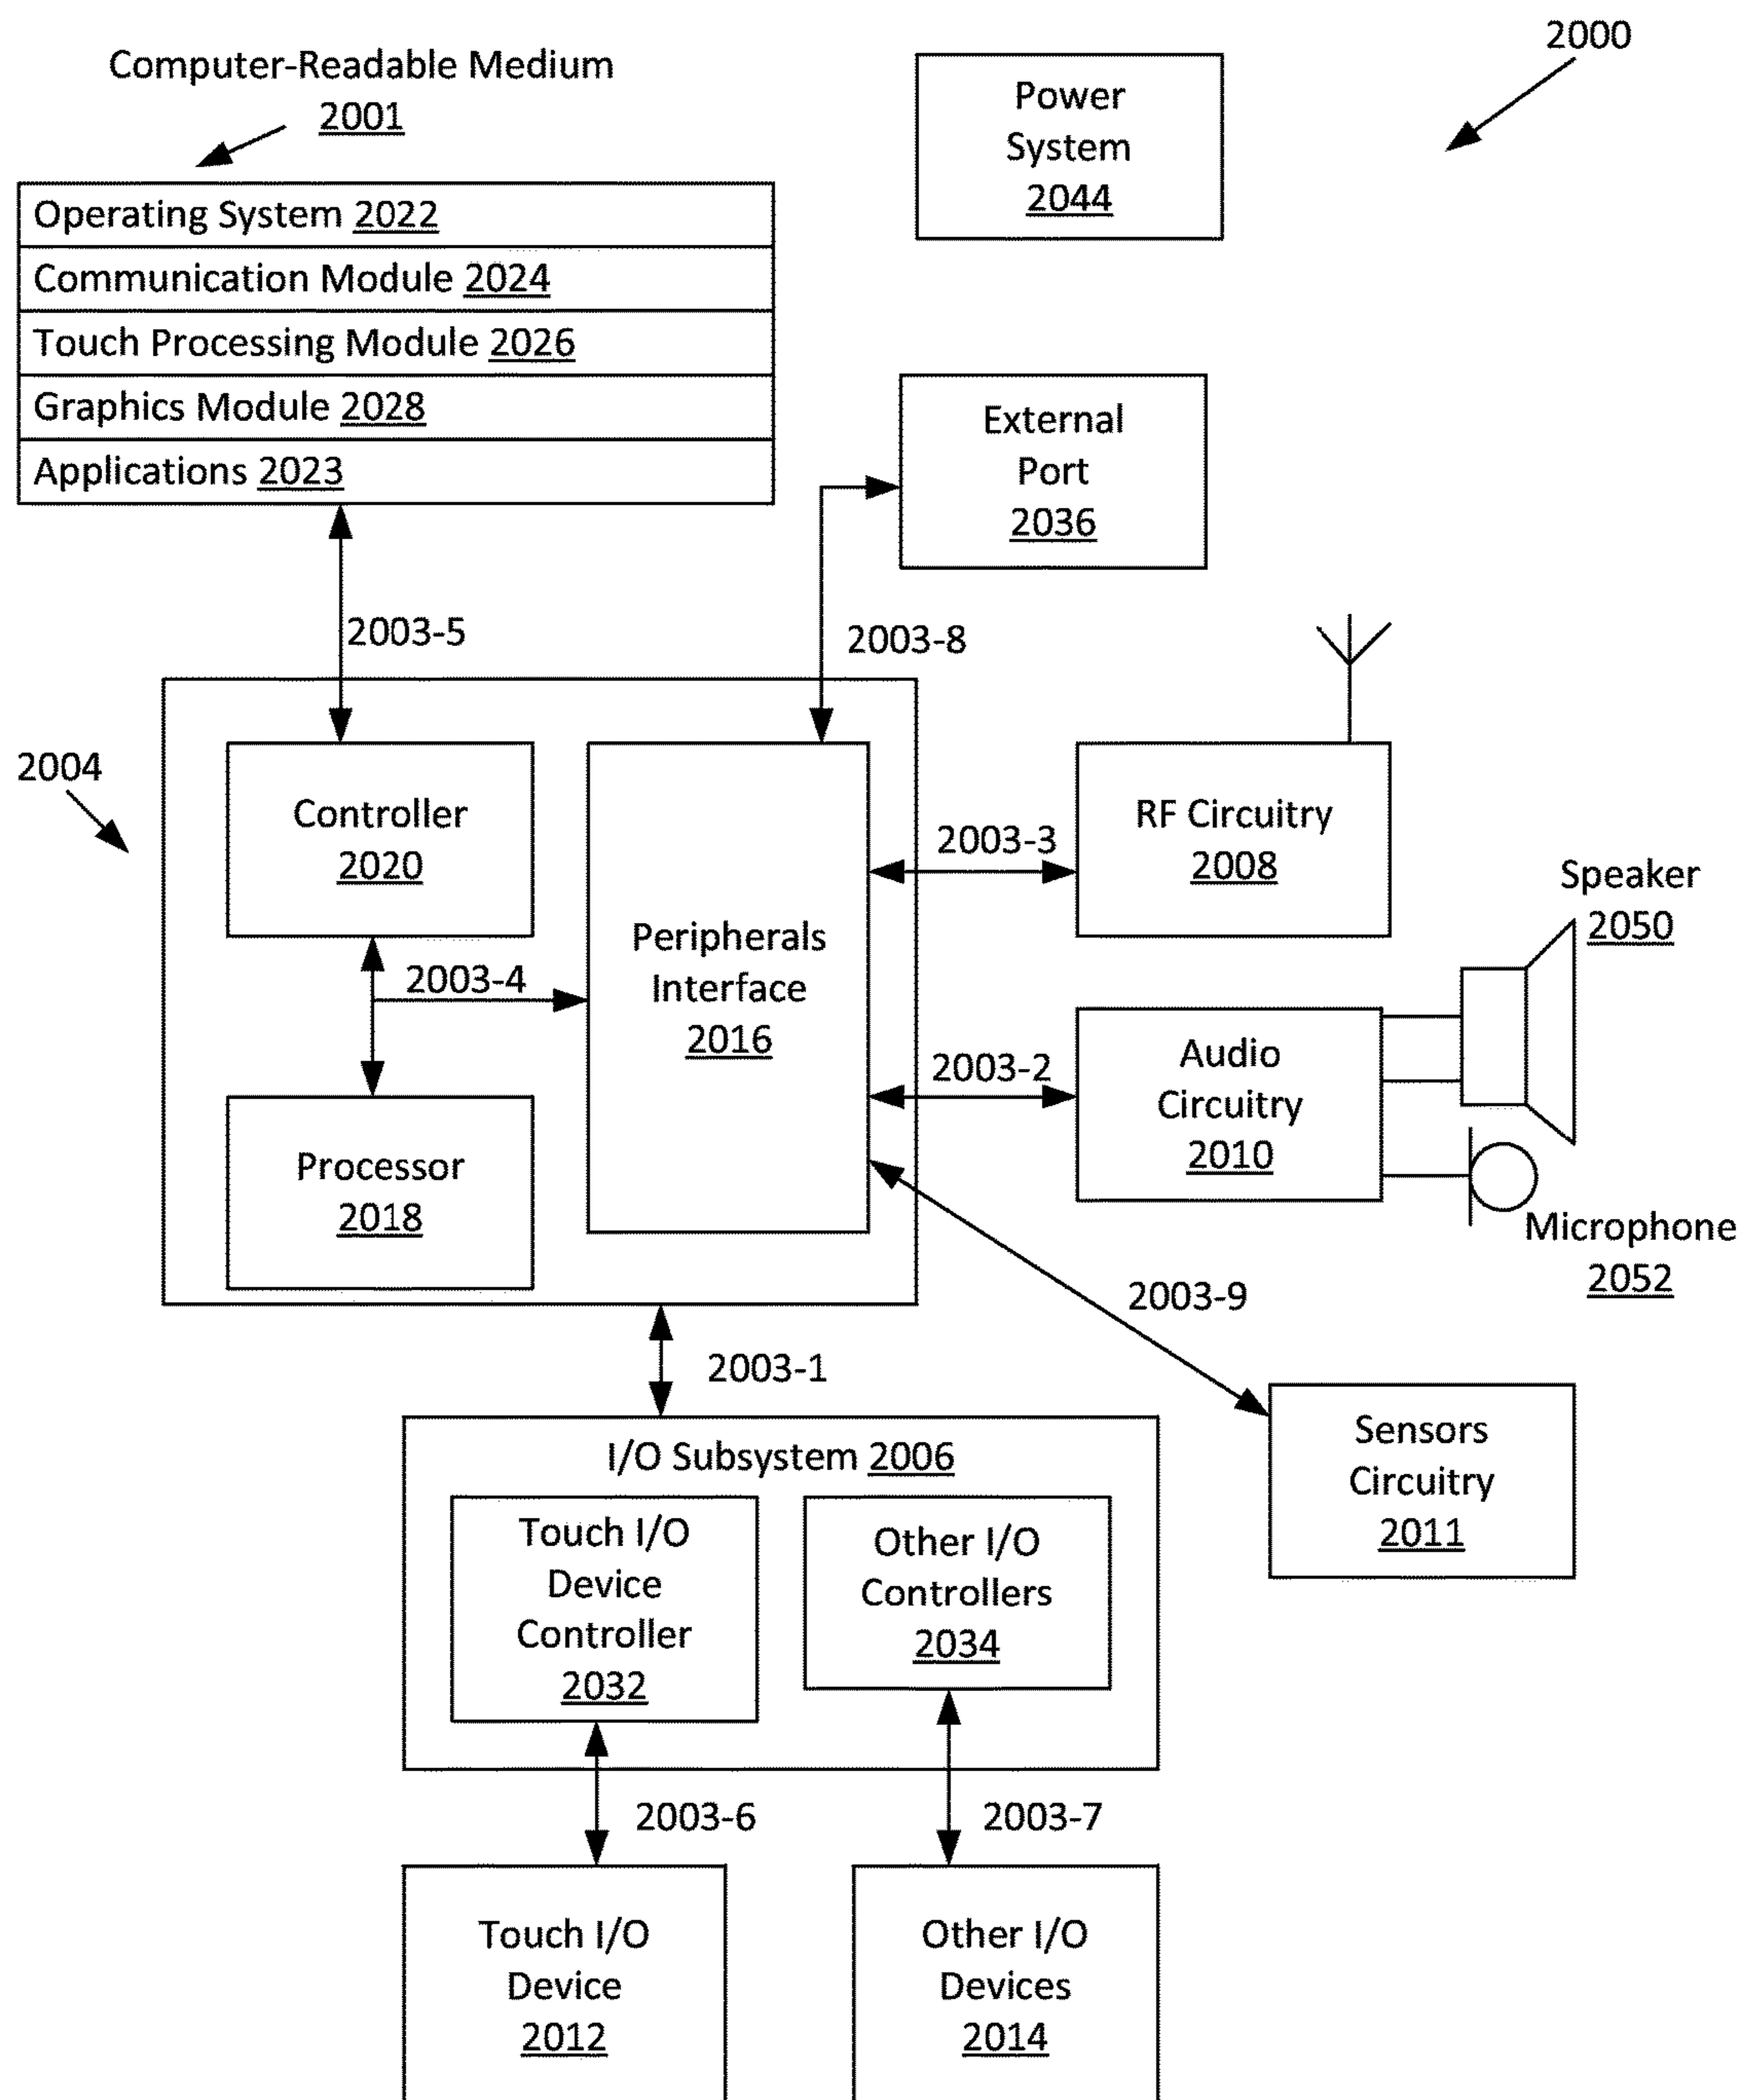 Computer-Readable Medium
2001
2000
Power
System
2044
Operating System 2022
Communication Module 2024
Touch Processing Module 2026
Graphics Module 2028
Applications 2023
External
Port
2036
2003-5
2003-8
2004
Controller
2020
2003-4
Processor
2018
Peripherals
Interface
2016
2003-3
RF Circuitry
2008
Speaker
2050
2003-2
Audio
Circuitry
2010
Microphone
2052
2003-9
2003-1
Sensors
Circuitry
2011
I/O Subsystem 2006
Touch I/O
Device
Controller
2032
Other I/O
Controllers
2034
2003-6
2003-7
Touch I/O
Device
2012
Other I/O
Devices
2014